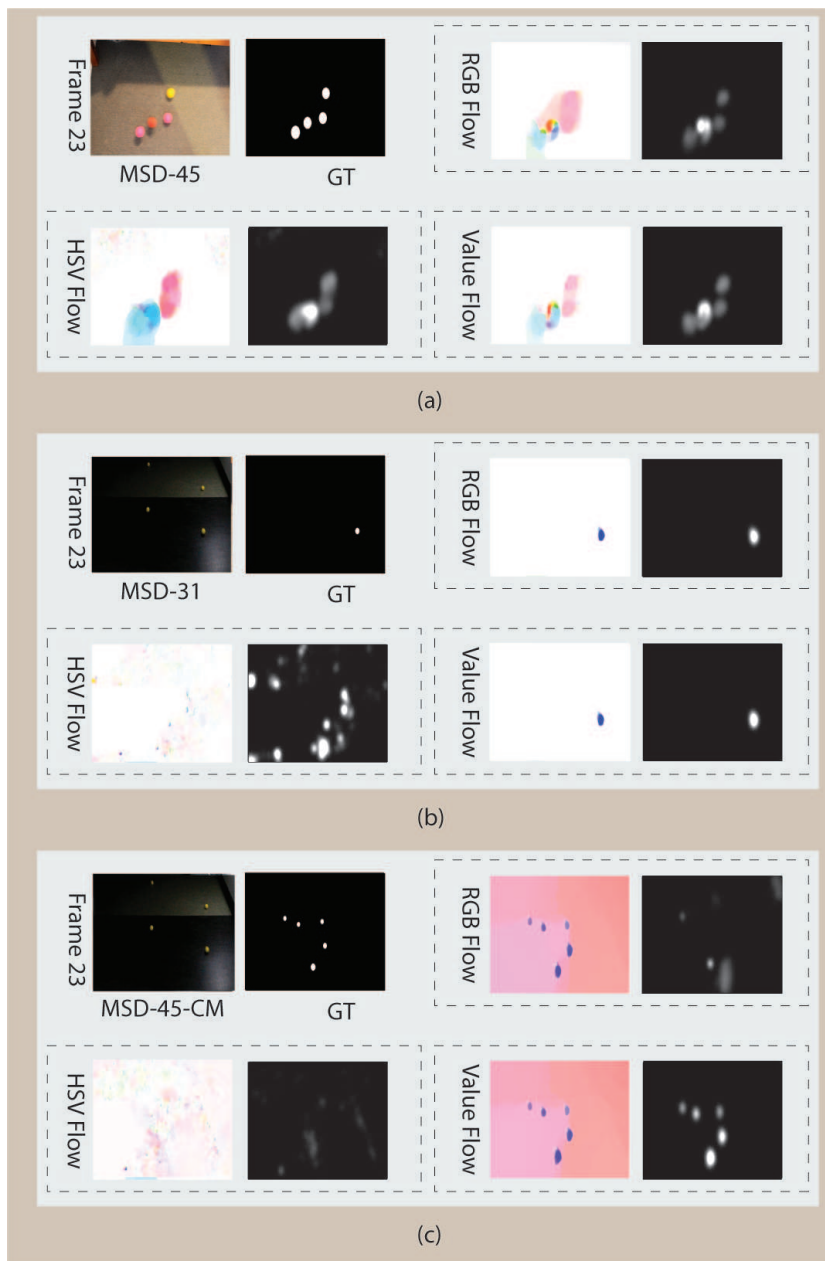 Frame 23
MSD-45
GT
RGB Flow
HSV Flow
Value Flow
(a)
Frame 23
MSD-31
GT
RGB Flow
HSV Flow
Value Flow
(b)
Frame 23
MSD-45-CM
GT
RGB Flow
HSV Flow
Value Flow
(c)